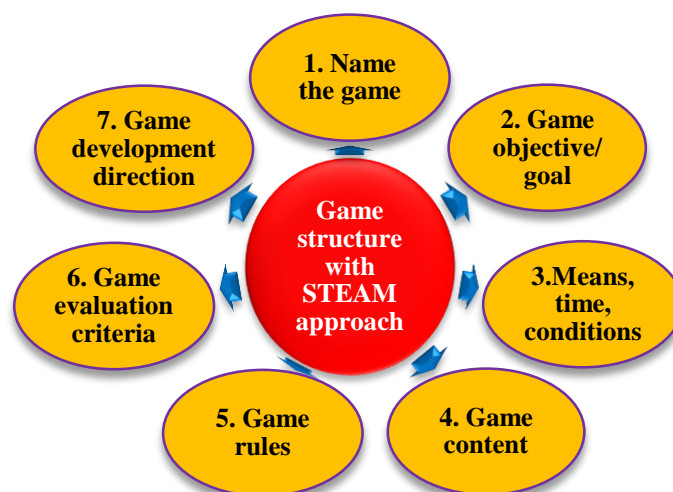 1. Name
the game
2. Game
objective/
goal
3.Means,
time,
conditions
4. Game
content
5. Game
rules
6. Game
evaluation
criteria
7. Game
development
direction
Game
structure
with
STEAM
approach